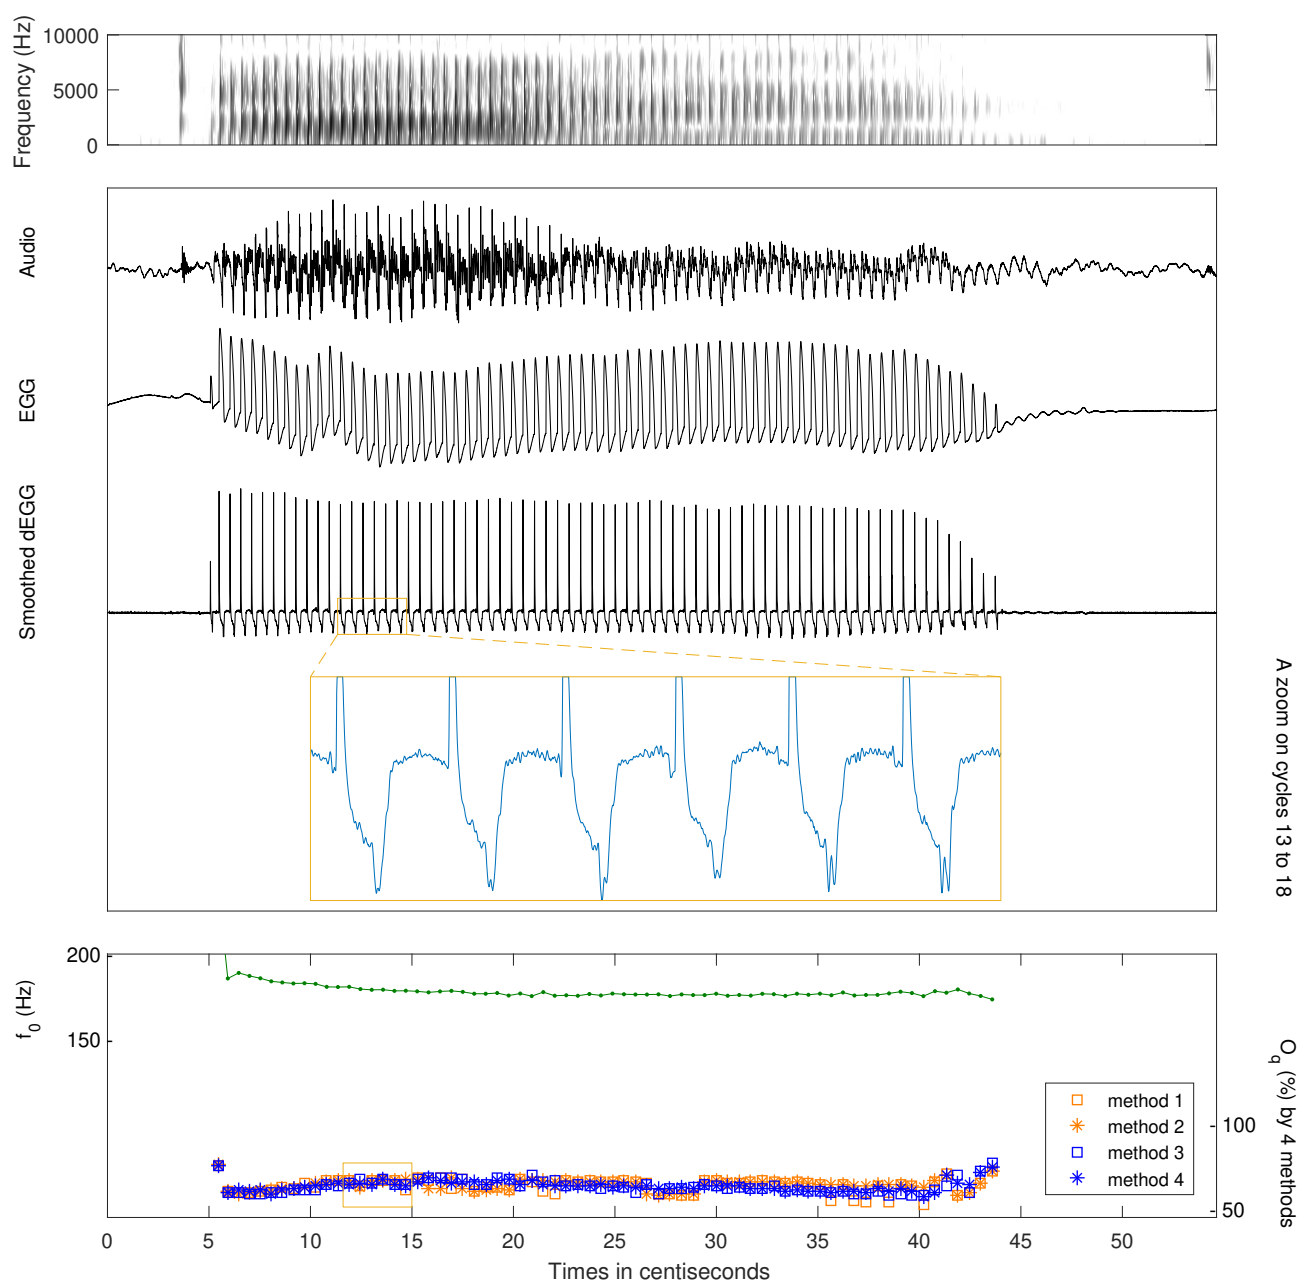 10000
5000
0
Frequency (Hz)
Audio
EGG
Smoothed dEGG
A zoom on cycles 13 to 18
200
150
f0 (Hz)
100
50
Oq (%) by 4 methods
method 1
method 2
method 3
method 4
0 5 10 15 20 25 30 35 40 45 50
Times in centiseconds